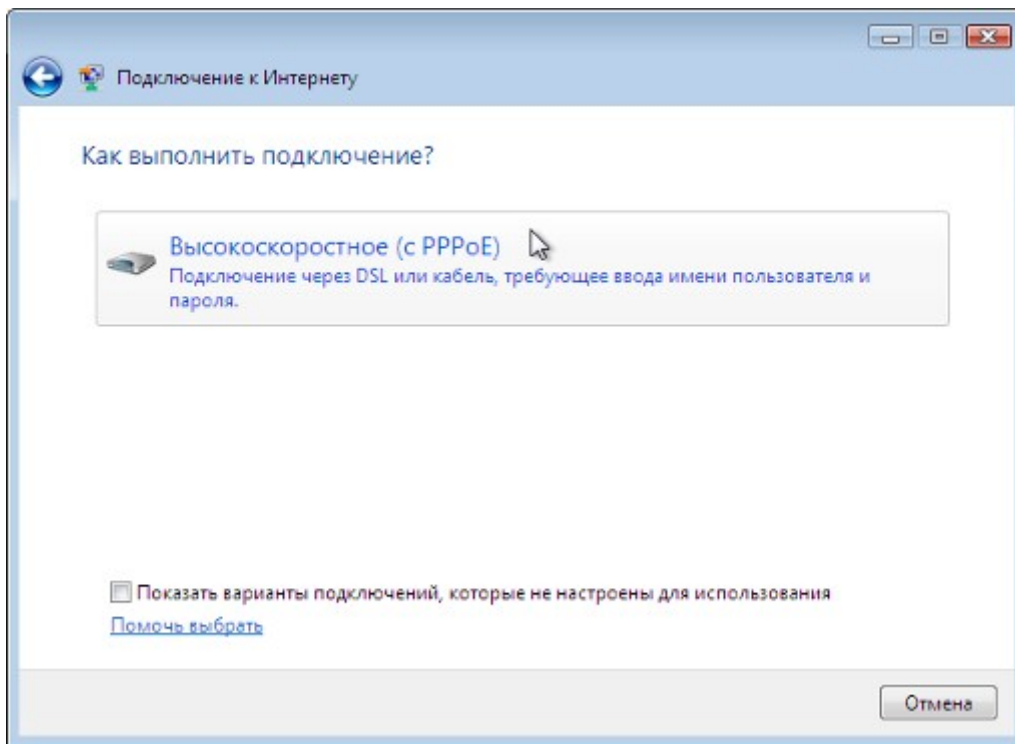 Подключение к Интернету
Как выполнить подключение?
Высокоскоростное (с PPPoE)
Подключение через DSL или кабель, требующее ввода имени пользователя и
пароля.
Показать варианты подключений, которые не настроены для использования
Помочь выбрать
Отмена